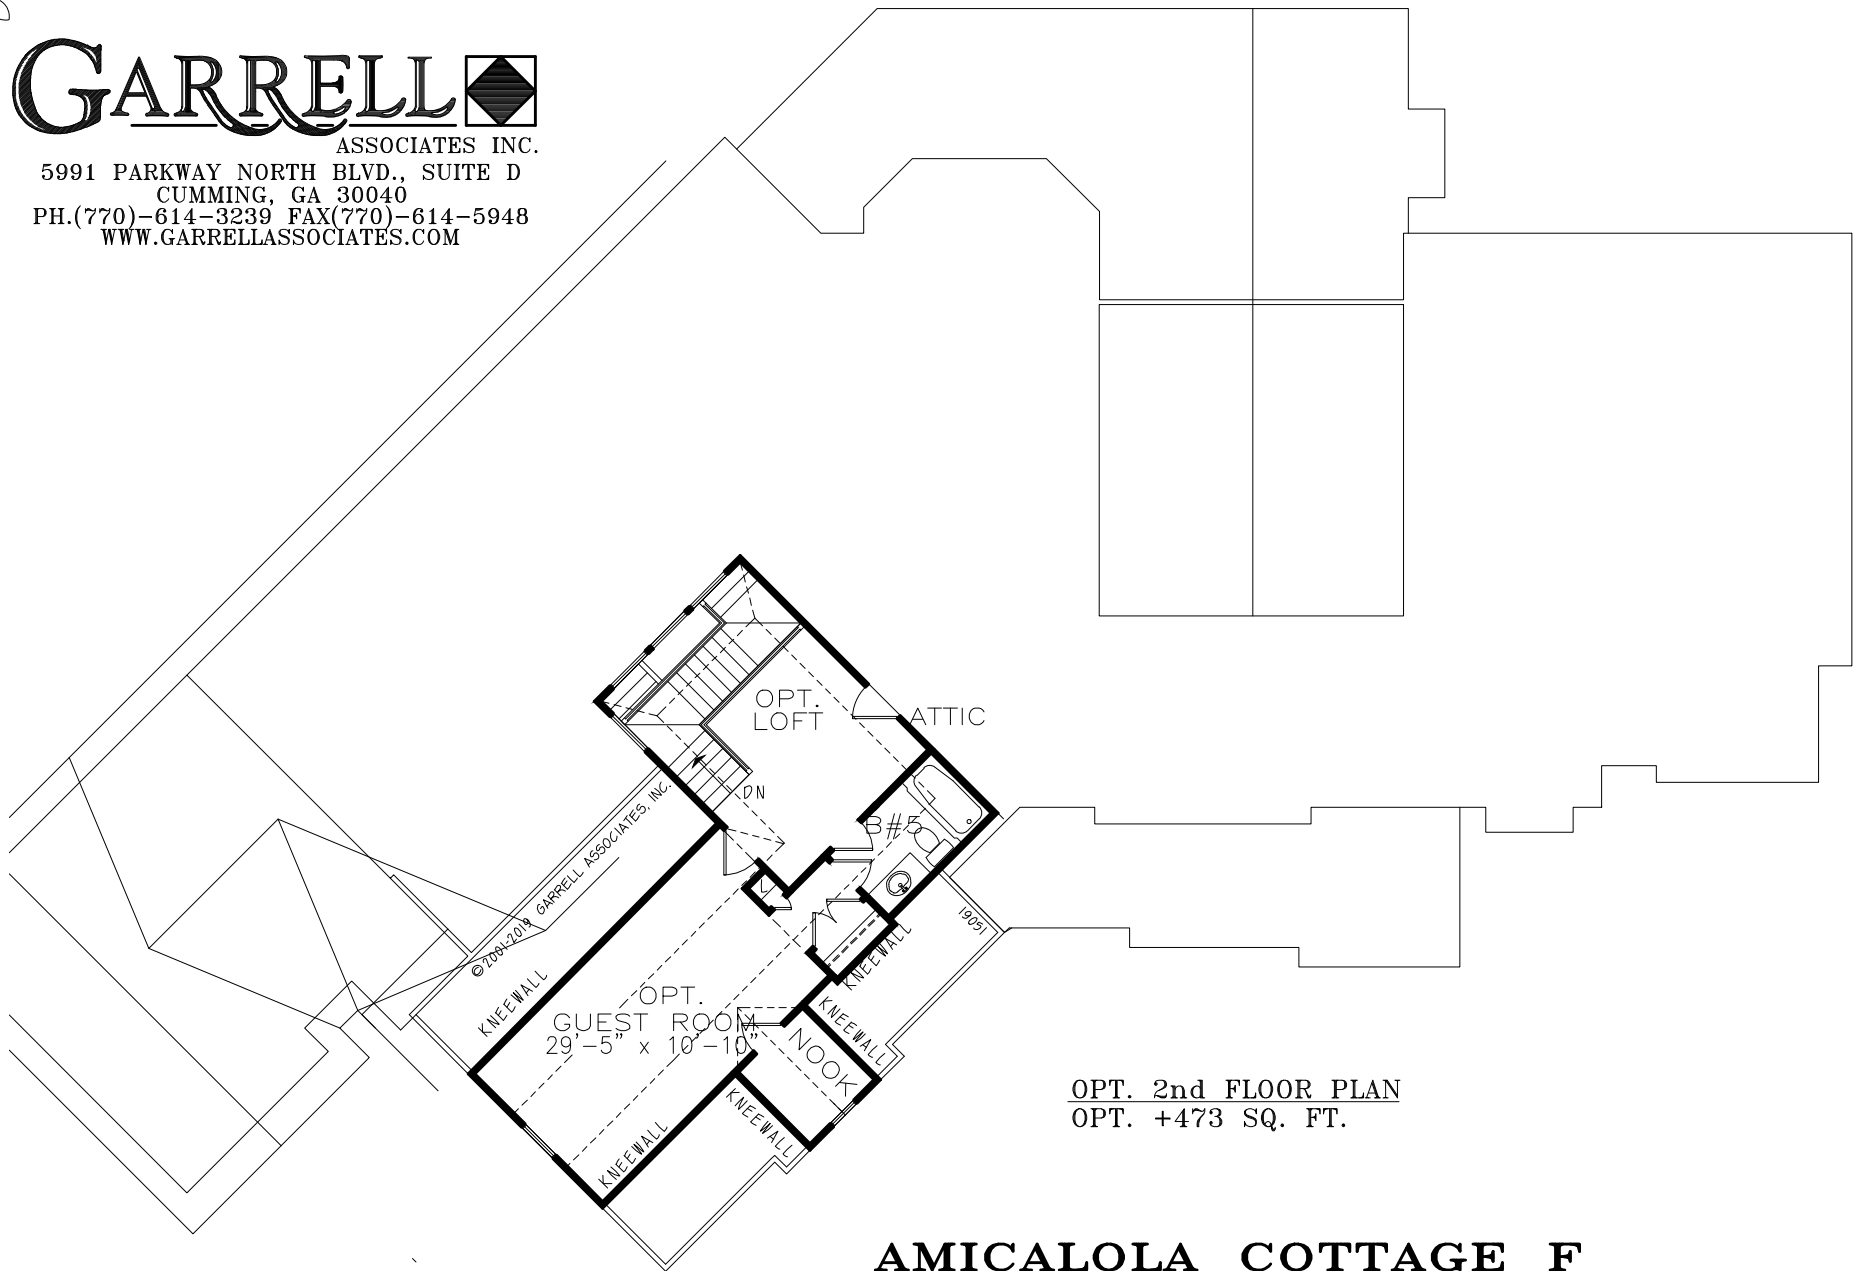 GARRELL
ASSOCIATES INC.
5991 PARKWAY NORTH BLVD., SUITE D
CUMMING, GA 30040
PH.(770)-614-3239 FAX(770)-614-5948
WWW.GARRELLASSOCIATES.COM
OPT.
LOFT
ATTIC
DN
B#5
L
©2001-2019 GARRELL ASSOCIATES, INC.
19051
KNEEWALL
KNEEWALL
KNEEWALL
OPT.
GUEST ROOM
29'-5" x 10'-10"
NOOK
KNEEWALL
KNEEWALL
OPT. 2nd FLOOR PLAN
OPT. +473 SQ. FT.
AMICALOLA COTTAGE F